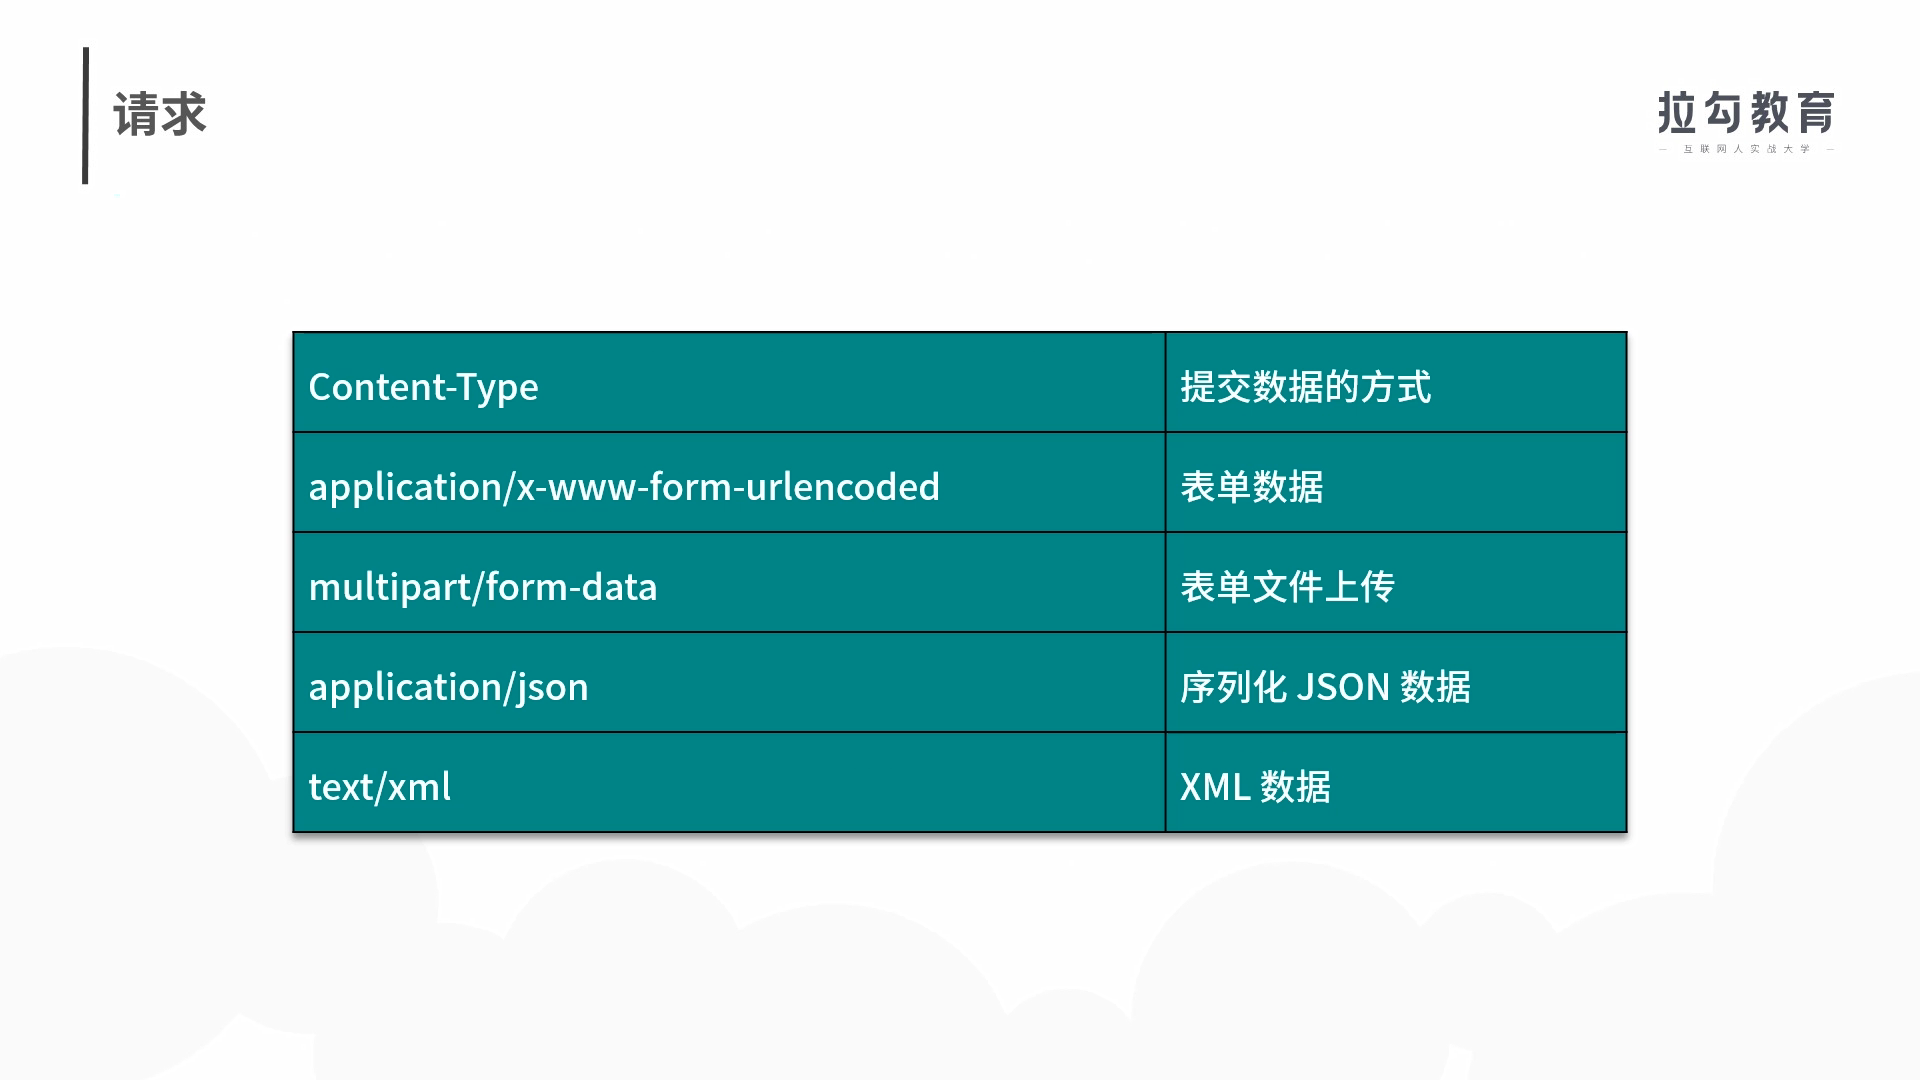 请求
拉勾教育
— 互联网人实战大学 —
Content-Type 提交数据的方式
application/x-www-form-urlencoded 表单数据
multipart/form-data 表单文件上传
application/json 序列化 JSON 数据
text/xml XML 数据